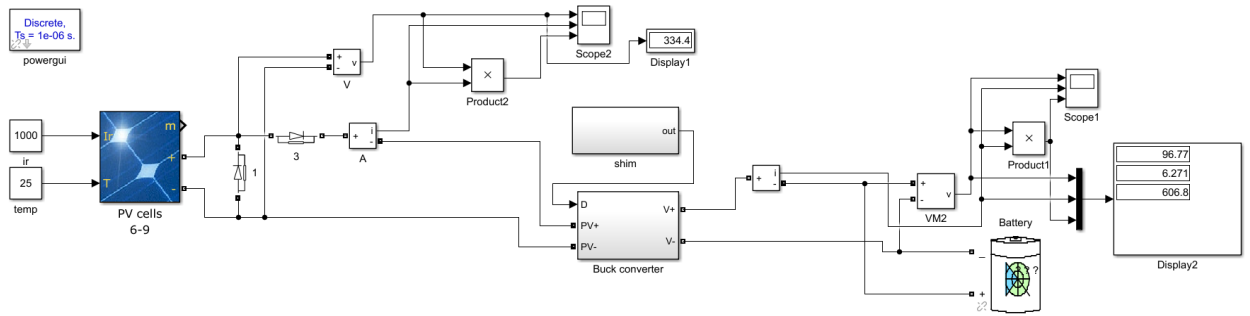 Discrete,
Ts = 1e-06 s.
powergui
1000
ir
25
temp
Ir
T
m
+
-
PV cells
6-9
1
3
+
-
v
V
+
i
-
A
×
Product2
Scope2
334.4
Display1
out
shim
D
PV+
PV-
V+
V-
Buck converter
+
i
-
+
-
v
VM2
×
Product1
Scope1
Battery
_
+
? ?
96.77
6.271
606.8
Display2